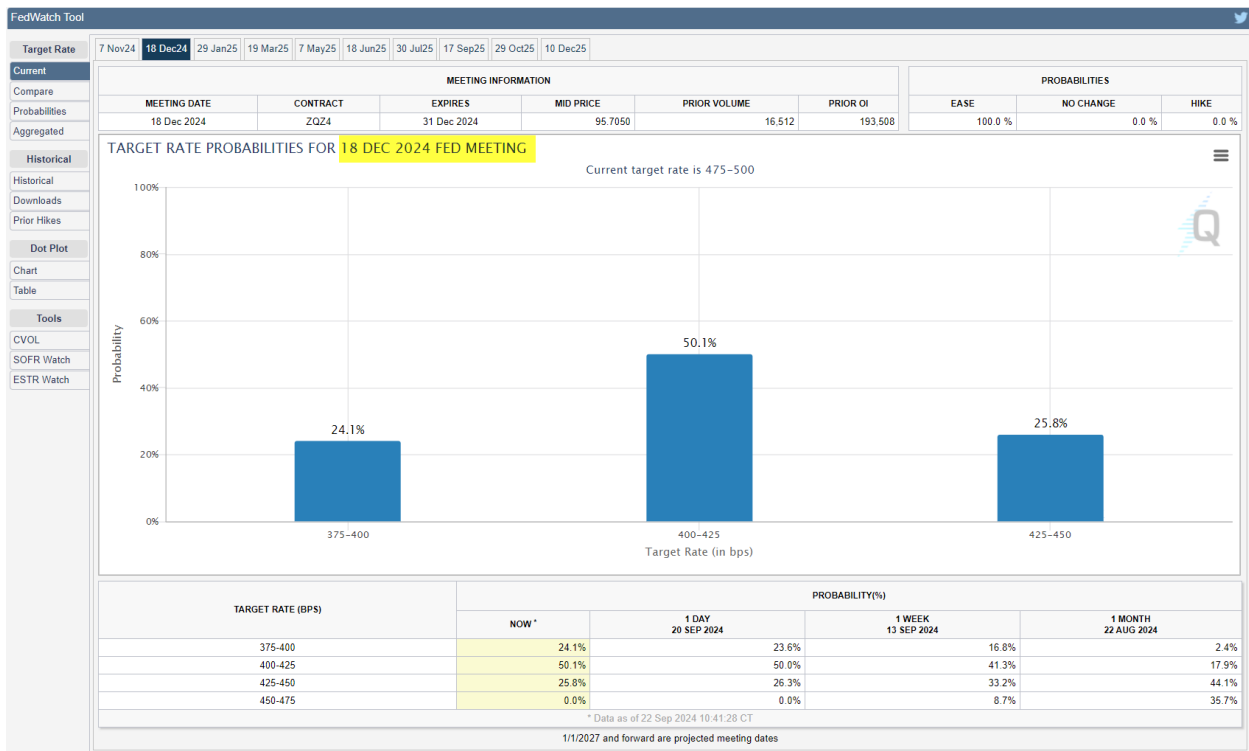 FedWatch Tool
Target Rate
Current
Compare
Probabilities
Aggregated
Historical
Historical
Downloads
Prior Hikes
Dot Plot
Chart
Table
Tools
CVOL
SOFR Watch
ESTR Watch
7 Nov24 18 Dec24 29 Jan25 19 Mar25 7 May25 18 Jun25 30 Jul25 17 Sep25 29 Oct25 10 Dec25
MEETING INFORMATION
MEETING DATE CONTRACT EXPIRES MID PRICE PRIOR VOLUME PRIOR OI
18 Dec 2024 ZQZ4 31 Dec 2024 95.7050 16,512 193,508
PROBABILITIES
EASE NO CHANGE HIKE
100.0 % 0.0 % 0.0 %
TARGET RATE PROBABILITIES FOR 18 DEC 2024 FED MEETING
Current target rate is 475-500
Q
Probability
100%
80%
60%
40%
20%
0%
24.1%
50.1%
25.8%
375-400 400-425 425-450
Target Rate (in bps)
TARGET RATE (BPS) PROBABILITY(%)
NOW * 1 DAY 1 WEEK 1 MONTH
20 SEP 2024 13 SEP 2024 22 AUG 2024
375-400 24.1% 23.6% 16.8% 2.4%
400-425 50.1% 50.0% 41.3% 17.9%
425-450 25.8% 26.3% 33.2% 44.1%
450-475 0.0% 0.0% 8.7% 35.7%
* Data as of 22 Sep 2024 10:41:28 CT
1/1/2027 and forward are projected meeting dates